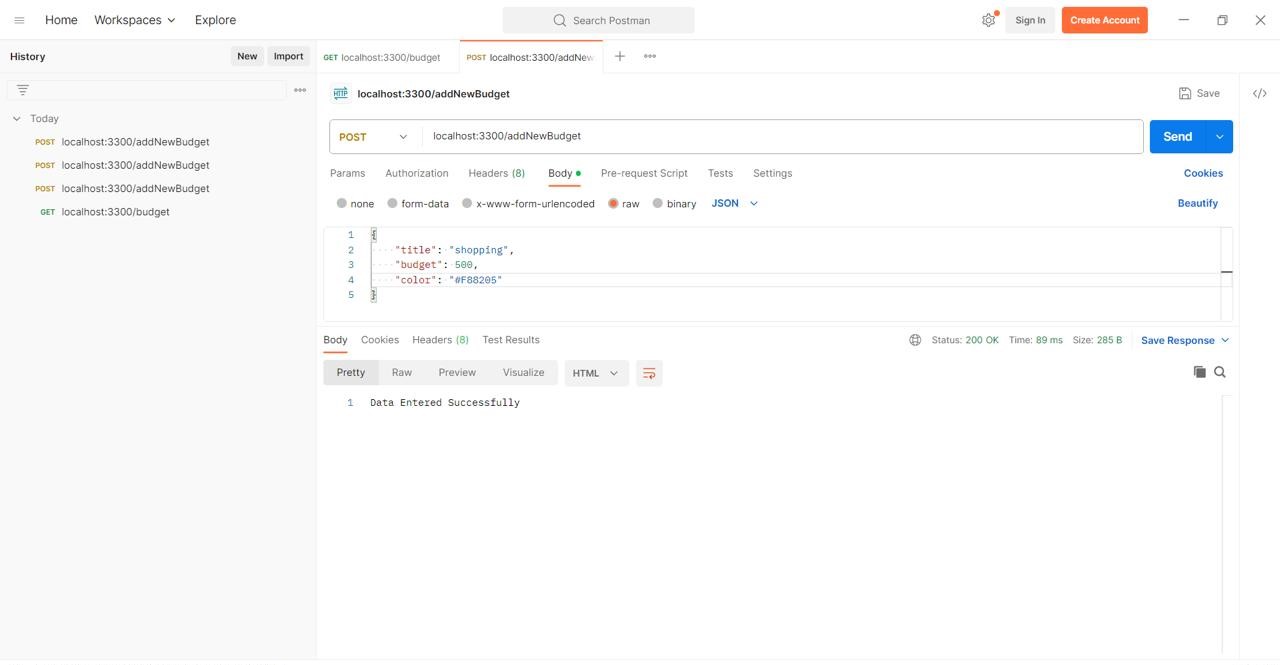 Home Workspaces Explore Search Postman Sign In Create Account
History New Import GET localhost:3300/budget POST localhost:3300/addNew
HTTP localhost:3300/addNewBudget Save
Today
POST localhost:3300/addNewBudget
POST localhost:3300/addNewBudget
POST localhost:3300/addNewBudget
GET localhost:3300/budget
POST localhost:3300/addNewBudget Send
Params Authorization Headers (8) Body Pre-request Script Tests Settings Cookies
none form-data x-www-form-urlencoded raw binary JSON Beautify
1 {
2 "title": "shopping",
3 "budget": 500,
4 "color": "#F88205"
5 }
Body Cookies Headers (8) Test Results Status: 200 OK Time: 89 ms Size: 285 B Save Response
Pretty Raw Preview Visualize HTML
1 Data Entered Successfully